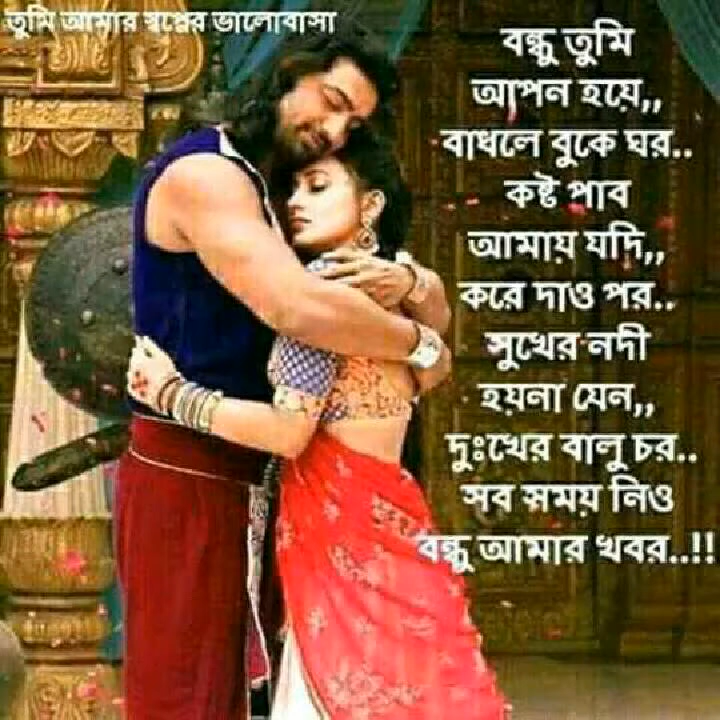 তুমি আমার স্বপ্নের ভালোবাসা
বন্ধু তুমি
আপন হয়ে,,
বাধলে বুকে ঘর..
কষ্ট পাব
আমায় যদি,,
করে দাও পর..
সুখের নদী
হয়না যেন,,
দুঃখের বালু চর..
সব সময় নিও
বন্ধু আমার খবর..!!